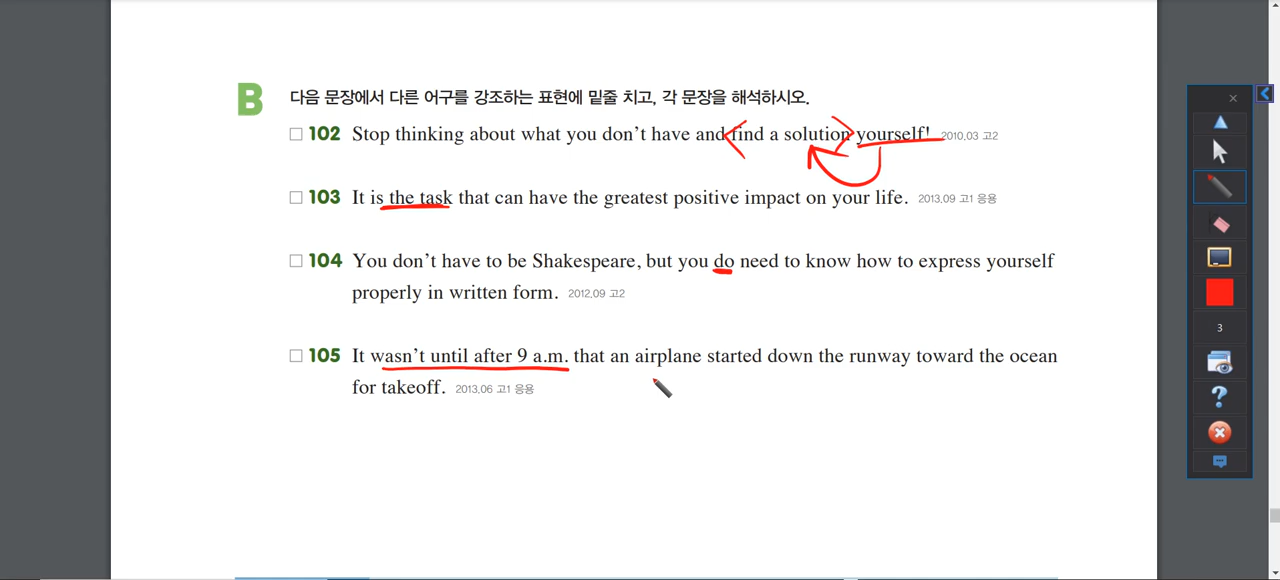 B 다음 문장에서 다른 어구를 강조하는 표현에 밑줄 치고, 각 문장을 해석하시오.
102 Stop thinking about what you don't have and find a solution yourself! 2010.03 고2
103 It is the task that can have the greatest positive impact on your life. 2013.09 고1 응용
104 You don't have to be Shakespeare, but you do need to know how to express yourself
properly in written form. 2012.09 고2
105 It wasn't until after 9 a.m. that an airplane started down the runway toward the ocean
for takeoff. 2013.06 고1 응용
3